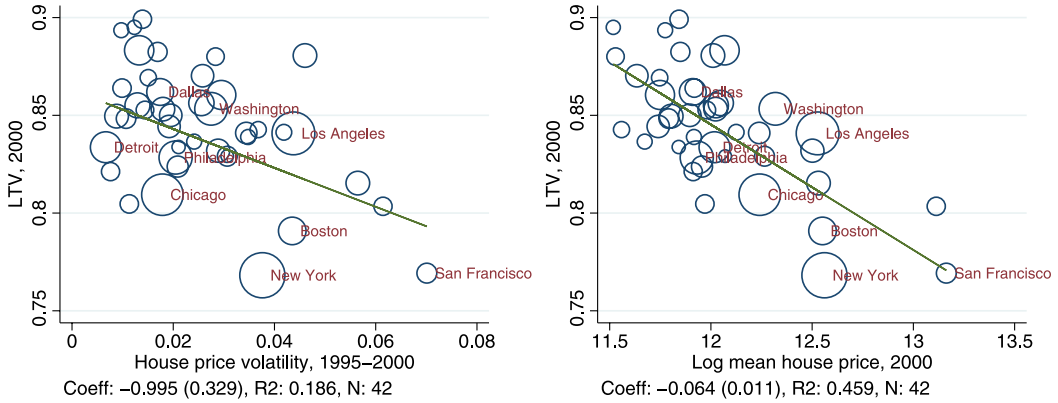 LTV, 2000
0.9
0.85
0.8
0.75
Dallas
Washington
Los Angeles
Detroit
Philadelphia
Chicago
Boston
New York
San Francisco
0 0.02 0.04 0.06 0.08
House price volatility, 1995–2000
Coeff: −0.995 (0.329), R2: 0.186, N: 42
LTV, 2000
0.9
0.85
0.8
0.75
Dallas
Washington
Los Angeles
Detroit
Philadelphia
Chicago
Boston
New York
San Francisco
11.5 12 12.5 13 13.5
Log mean house price, 2000
Coeff: −0.064 (0.011), R2: 0.459, N: 42